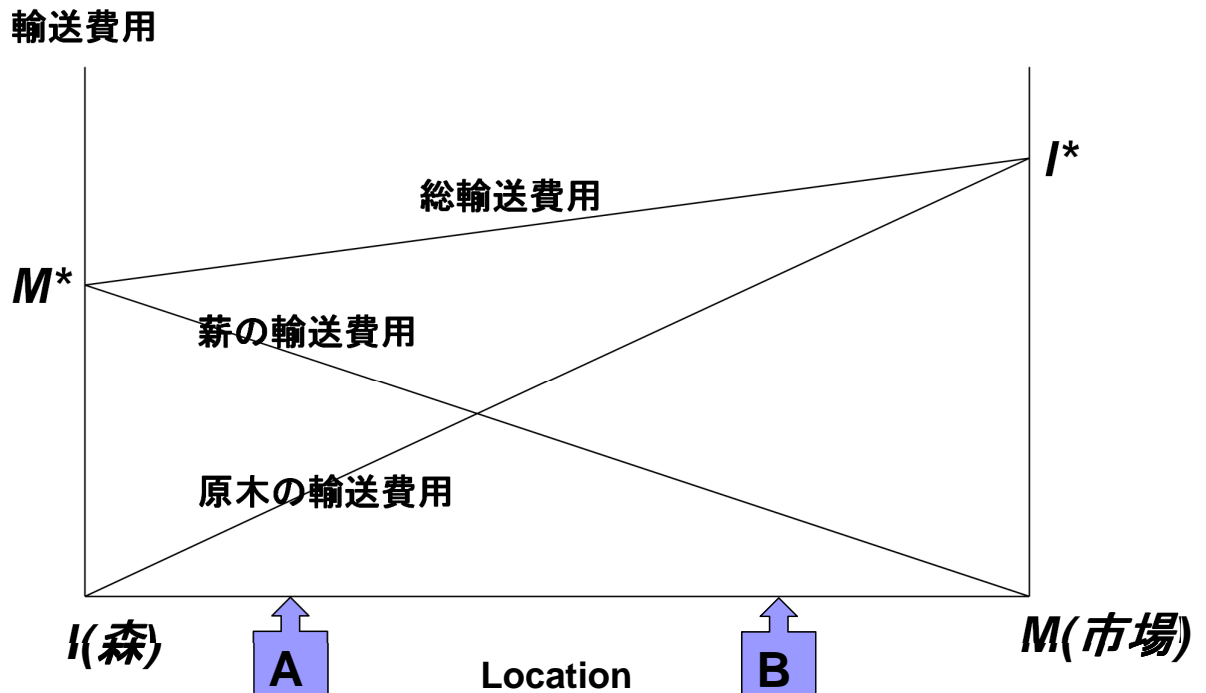 輸送費用
I*
総輸送費用
M*
薪の輸送費用
原木の輸送費用
I(森)
M(市場)
A
Location
B